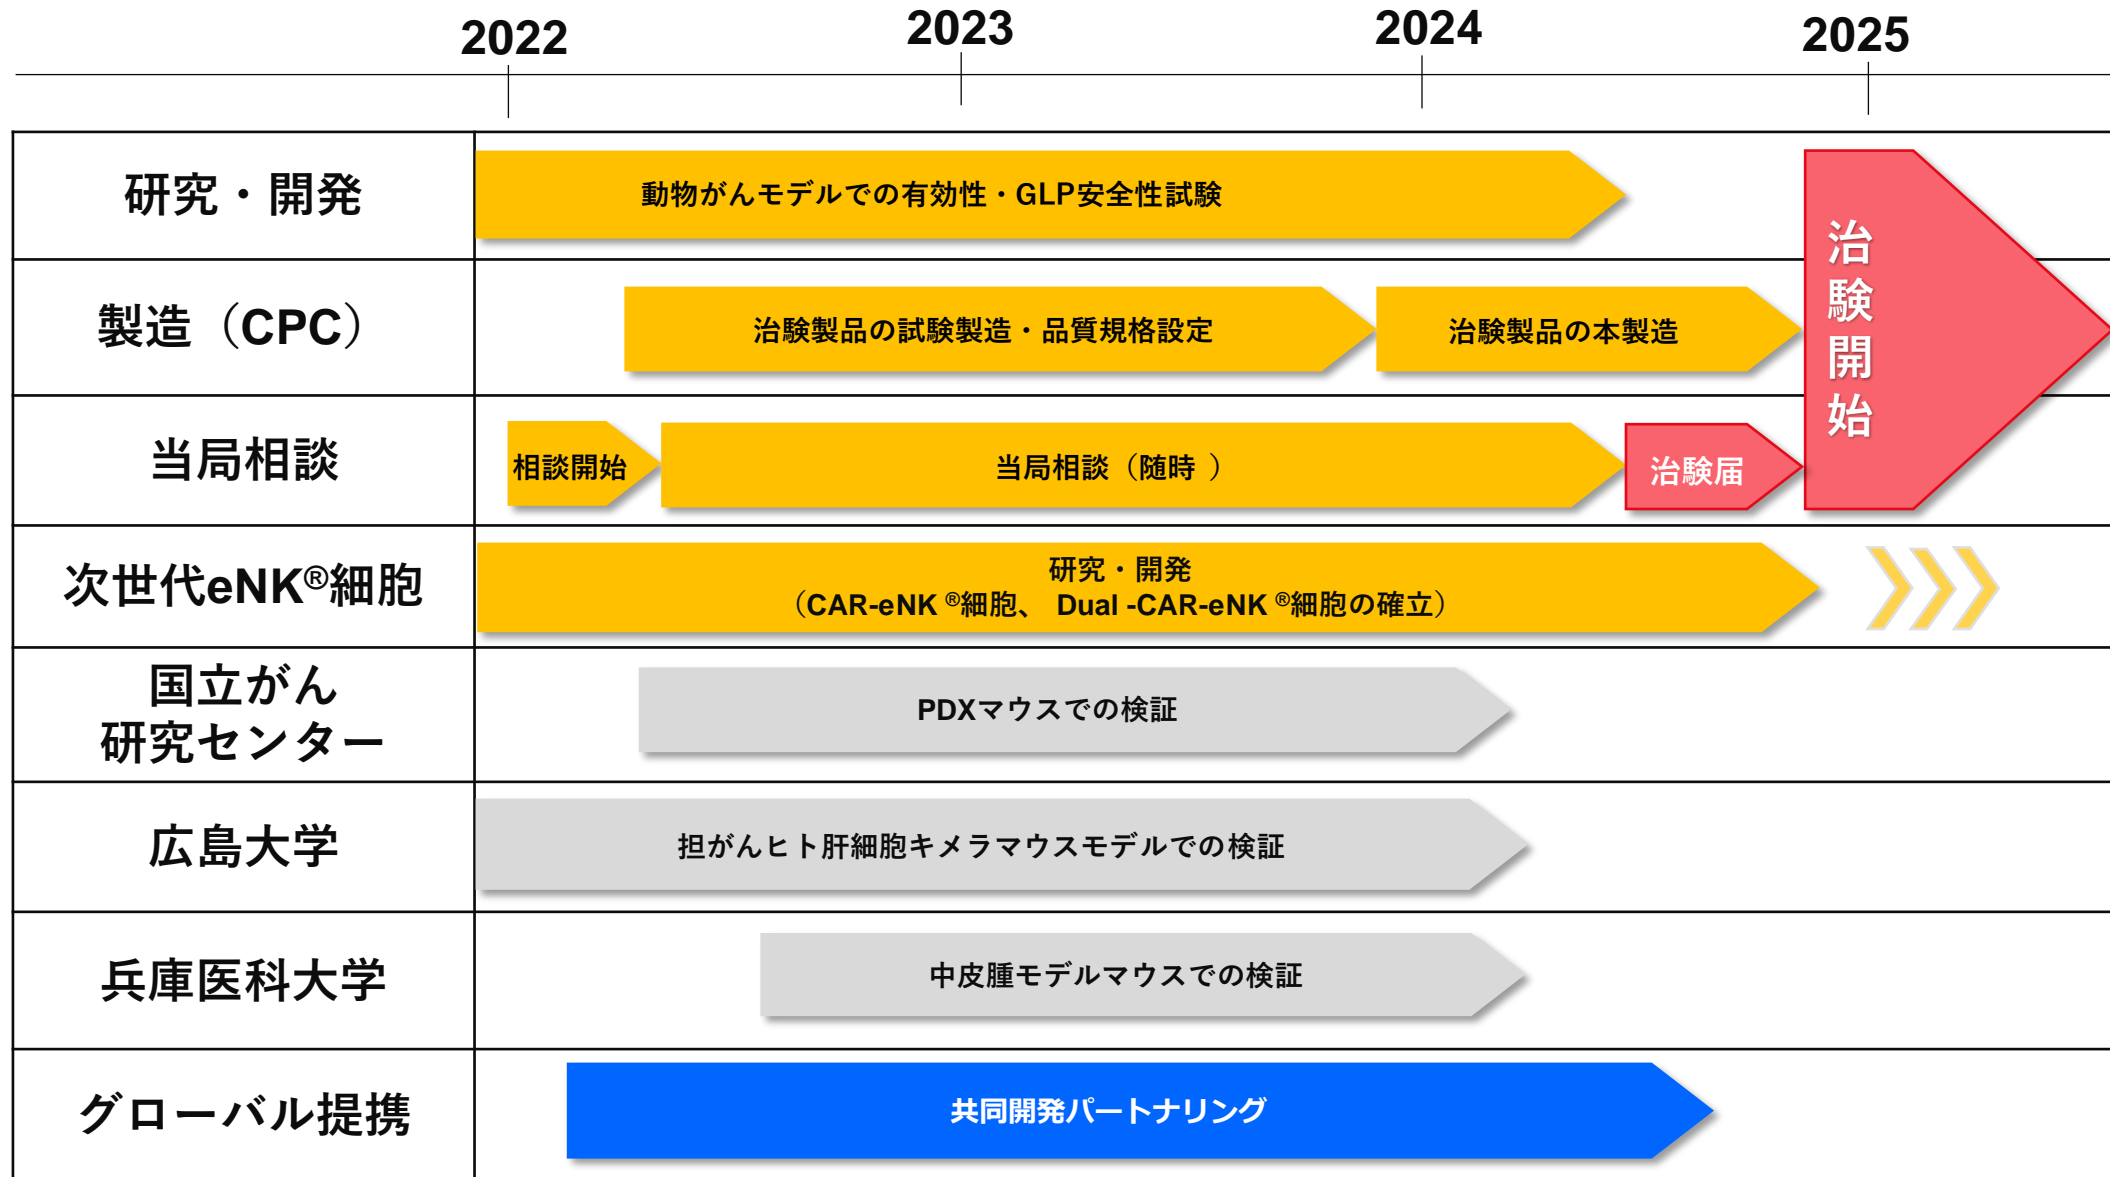 2022
2023
2024
2025
研究・開発
動物がんモデルでの有効性・GLP安全性試験
製造（CPC）
治験製品の試験製造・品質規格設定
治験製品の本製造
治験開始
当局相談
相談開始
当局相談（随時 ）
治験届
次世代eNK®細胞
研究・開発
（CAR-eNK ®細胞、 Dual -CAR-eNK ®細胞の確立）
国立がん
研究センター
PDXマウスでの検証
広島大学
担がんヒト肝細胞キメラマウスモデルでの検証
兵庫医科大学
中皮腫モデルマウスでの検証
グローバル提携
共同開発パートナリング